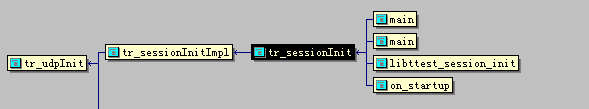 main
main
tr_sessionInitImpl
tr_sessionInit
tr_udpInit
libttest_session_init
on_startup